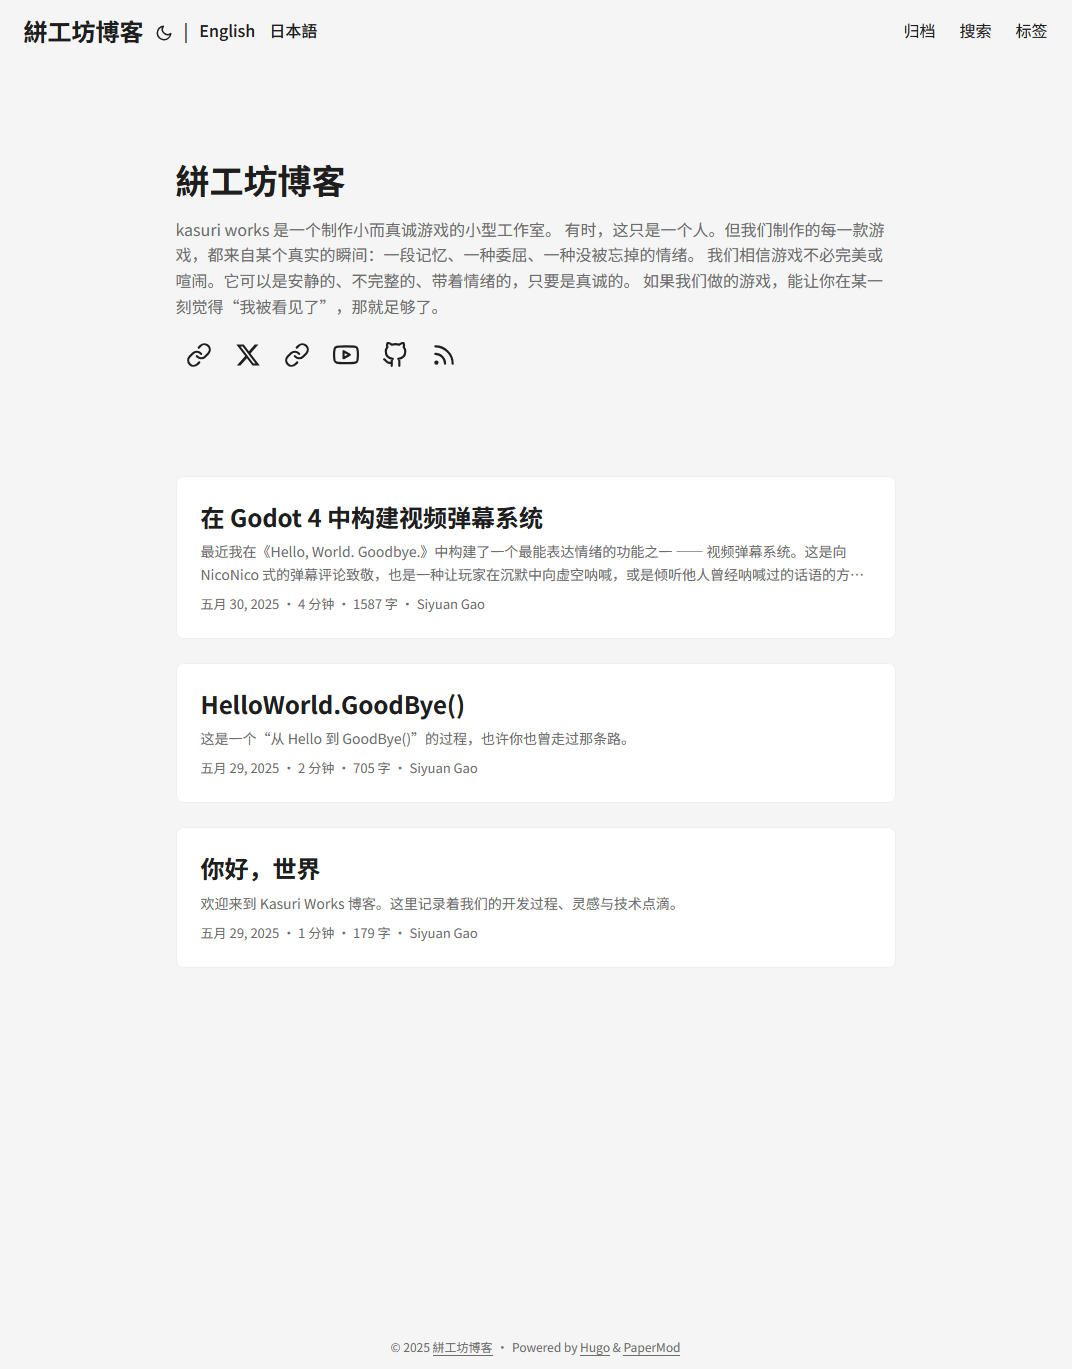 絣工坊博客 | English 日本語
归档 搜索 标签
絣工坊博客
kasuri works 是一个制作小而真诚游戏的小型工作室。 有时，这只是一个人。但我们制作的每一款游
戏，都来自某个真实的瞬间：一段记忆、一种委屈、一种没被忘掉的情绪。 我们相信游戏不必完美或
喧闹。它可以是安静的、不完整的、带着情绪的，只要是真诚的。 如果我们做的游戏，能让你在某一
刻觉得“我被看见了”，那就足够了。
在 Godot 4 中构建视频弹幕系统
最近我在《Hello, World. Goodbye.》中构建了一个最能表达情绪的功能之一 —— 视频弹幕系统。这是向
NicoNico 式的弹幕评论致敬，也是一种让玩家在沉默中向虚空呐喊，或是倾听他人曾经呐喊过的话语的方…
五月 30, 2025 · 4 分钟 · 1587 字 · Siyuan Gao
HelloWorld.GoodBye()
这是一个“从 Hello 到 GoodBye()”的过程，也许你也曾走过那条路。
五月 29, 2025 · 2 分钟 · 705 字 · Siyuan Gao
你好，世界
欢迎来到 Kasuri Works 博客。这里记录着我们的开发过程、灵感与技术点滴。
五月 29, 2025 · 1 分钟 · 179 字 · Siyuan Gao
© 2025 絣工坊博客 · Powered by Hugo & PaperMod